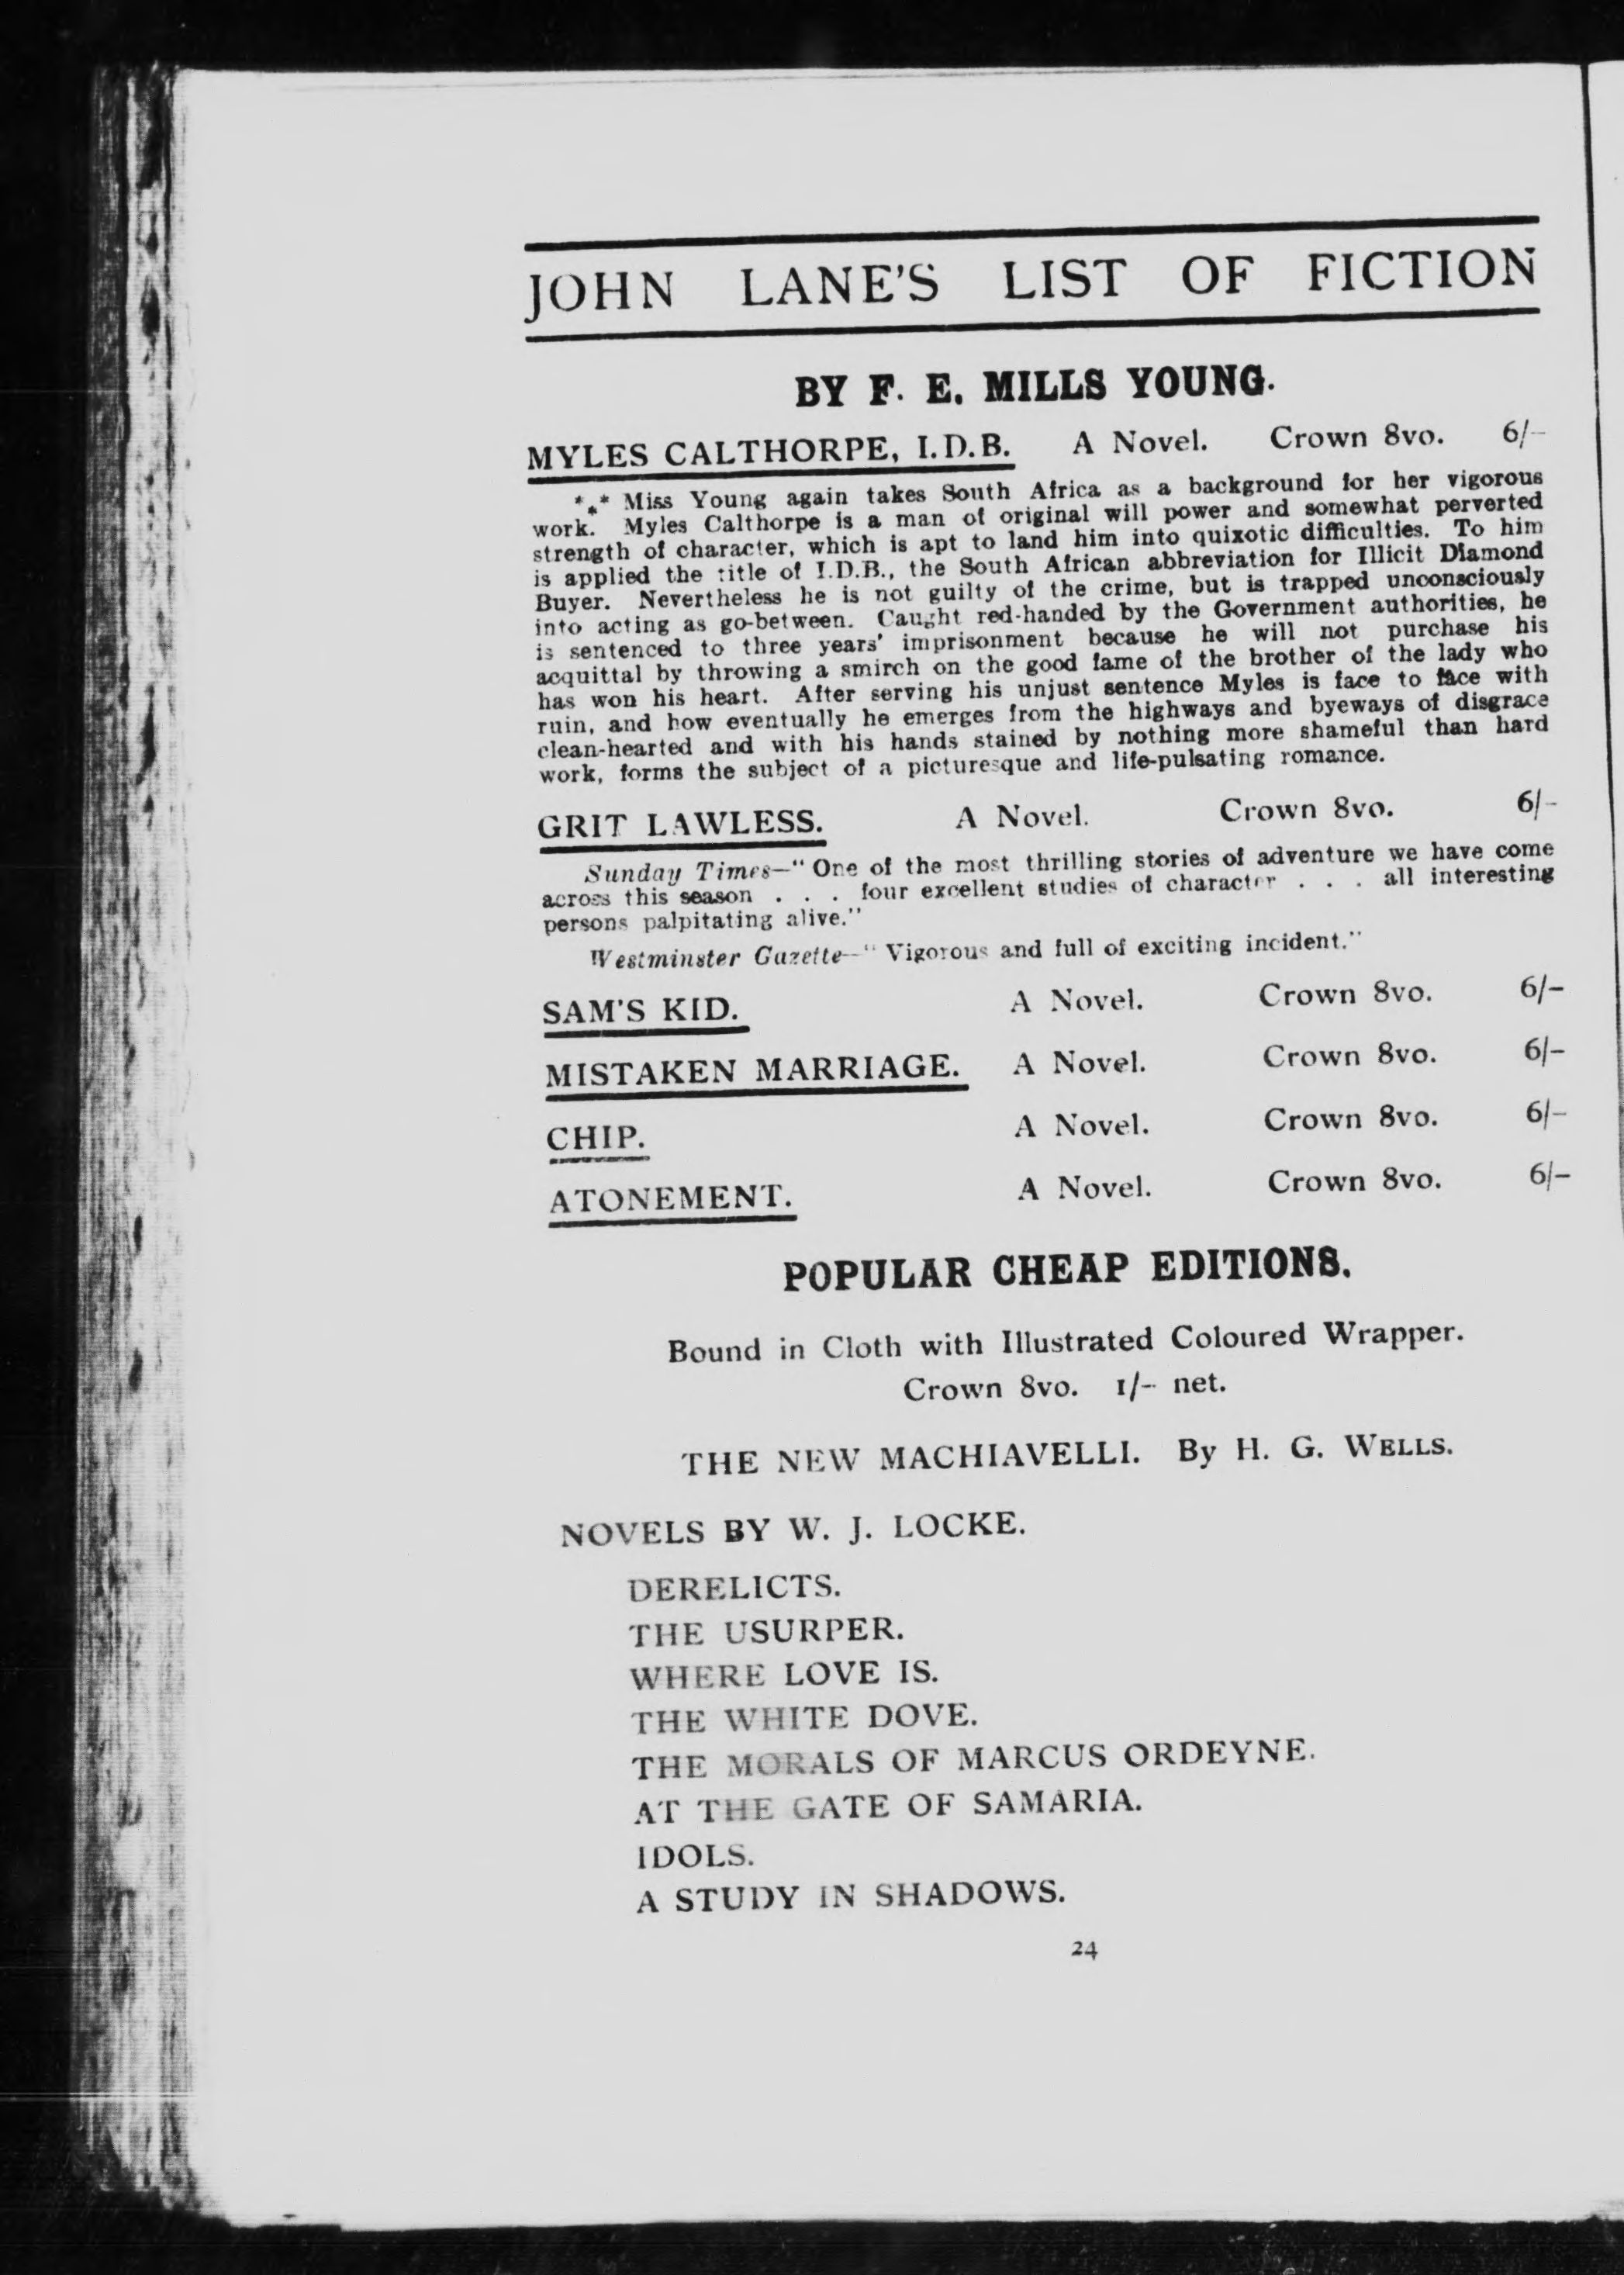 JOHN LANE'S LIST OF FICTION
BY F. E. MILLS YOUNG.
MYLES CALTHORPE, I.D.B. A Novel. Crown 8vo. 6/-
*** Miss Young again takes South Africa as a background for her vigorous
work. Myles Calthorpe is a man of original will power and somewhat perverted
strength of character, which is apt to land him into quixotic difficulties. To him
is applied the title of I.D.B., the South African abbreviation for Illicit Diamond
Buyer. Nevertheless he is not guilty of the crime, but is trapped unconsciously
into acting as go-between. Caught red-handed by the Government authorities, he
is sentenced to three years' imprisonment because he will not purchase his
acquittal by throwing a smirch on the good fame of the brother of the lady who
has won his heart. After serving his unjust sentence Myles is face to face with
ruin, and how eventually he emerges from the highways and byeways of disgrace
clean-hearted and with his hands stained by nothing more shameful than hard
work, forms the subject of a picturesque and life-pulsating romance.
GRIT LAWLESS. A Novel. Crown 8vo. 6/-
Sunday Times—"One of the most thrilling stories of adventure we have come
across this season . . . four excellent studies of character . . . all interesting
persons palpitating alive."
Westminster Gazette—"Vigorous and full of exciting incident."
SAM'S KID. A Novel. Crown 8vo. 6/-
MISTAKEN MARRIAGE. A Novel. Crown 8vo. 6/-
CHIP. A Novel. Crown 8vo. 6/-
ATONEMENT. A Novel. Crown 8vo. 6/-
POPULAR CHEAP EDITIONS.
Bound in Cloth with Illustrated Coloured Wrapper.
Crown 8vo. 1/- net.
THE NEW MACHIAVELLI. By H. G. WELLS.
NOVELS BY W. J. LOCKE.
DERELICTS.
THE USURPER.
WHERE LOVE IS.
THE WHITE DOVE.
THE MORALS OF MARCUS ORDEYNE.
AT THE GATE OF SAMARIA.
IDOLS.
A STUDY IN SHADOWS.
24